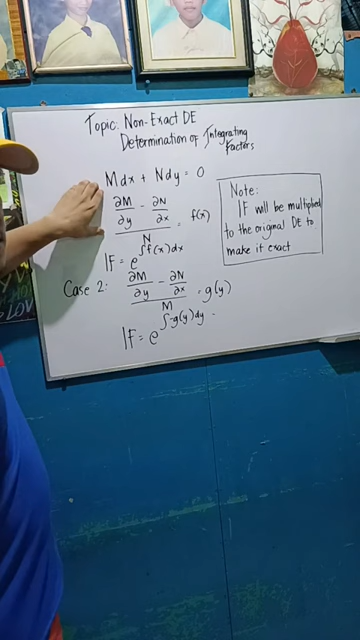 Topic: Non-Exact DE
Determination of Integrating
Factors
Mdx + Ndy = 0
∂M/∂y - ∂N/∂x / N = f(x)
IF = e^∫f(x)dx
Case 2: ∂M/∂y - ∂N/∂x / M = g(y)
IF = e^∫-g(y)dy
Note:
IF will be multiplied
to the original DE to
make it exact
LOV